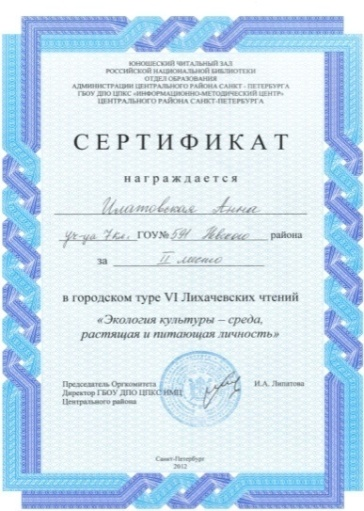 ЮНОШЕСКИЙ ЧИТАЛЬНЫЙ ЗАЛ
РОССИЙСКОЙ НАЦИОНАЛЬНОЙ БИБЛИОТЕКИ
ОТДЕЛ ОБРАЗОВАНИЯ
АДМИНИСТРАЦИИ ЦЕНТРАЛЬНОГО РАЙОНА САНКТ - ПЕТЕРБУРГА
ГБОУ ДПО ЦПКС «ИНФОРМАЦИОННО-МЕТОДИЧЕСКИЙ ЦЕНТР»
ЦЕНТРАЛЬНОГО РАЙОНА САНКТ-ПЕТЕРБУРГА
СЕРТИФИКАТ
награждается
Анна
уч-ца 7 кл. ГОУ№ Невского района
за II место
в городском туре VI Лихачевских чтений
«Экология культуры – среда,
растящая и питающая личность»
Председатель Оргкомитета
Директор ГБОУ ДПО ЦПКС ИМЦ И.А. Липатова
Центрального района
Санкт-Петербург
2012